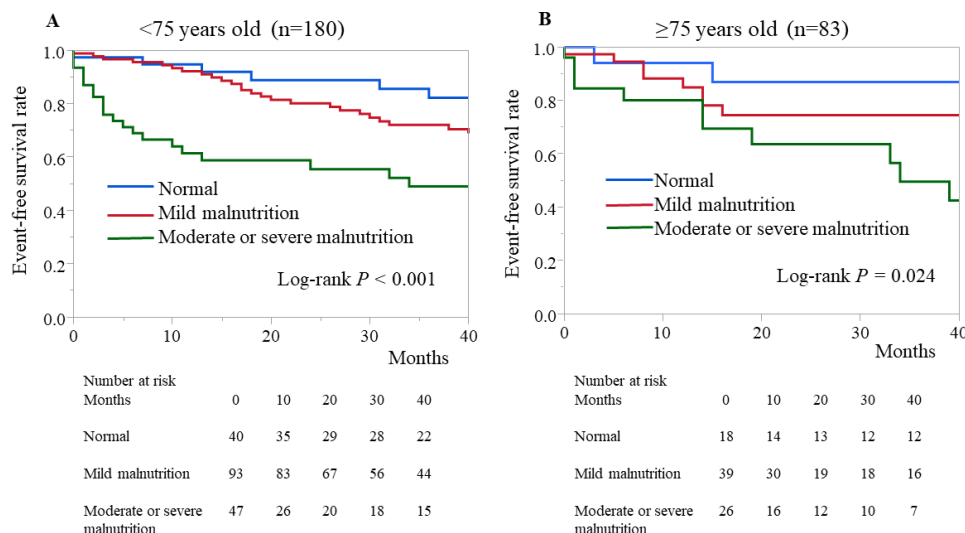 A
<75 years old (n=180)
Event-free survival rate
1.0
0.8
0.6
0.4
0.2
0.0
Normal
Mild malnutrition
Moderate or severe malnutrition
Log-rank P < 0.001
0 10 20 30 40
Months
Number at risk
Months 0 10 20 30 40
Normal 40 35 29 28 22
Mild malnutrition 93 83 67 56 44
Moderate or severe 47 26 20 18 15
malnutrition
B
≥75 years old (n=83)
Event-free survival rate
1.0
0.8
0.6
0.4
0.2
0.0
Normal
Mild malnutrition
Moderate or severe malnutrition
Log-rank P = 0.024
0 10 20 30 40
Months
Number at risk
Months 0 10 20 30 40
Normal 18 14 13 12 12
Mild malnutrition 39 30 19 18 16
Moderate or severe 26 16 12 10 7
malnutrition